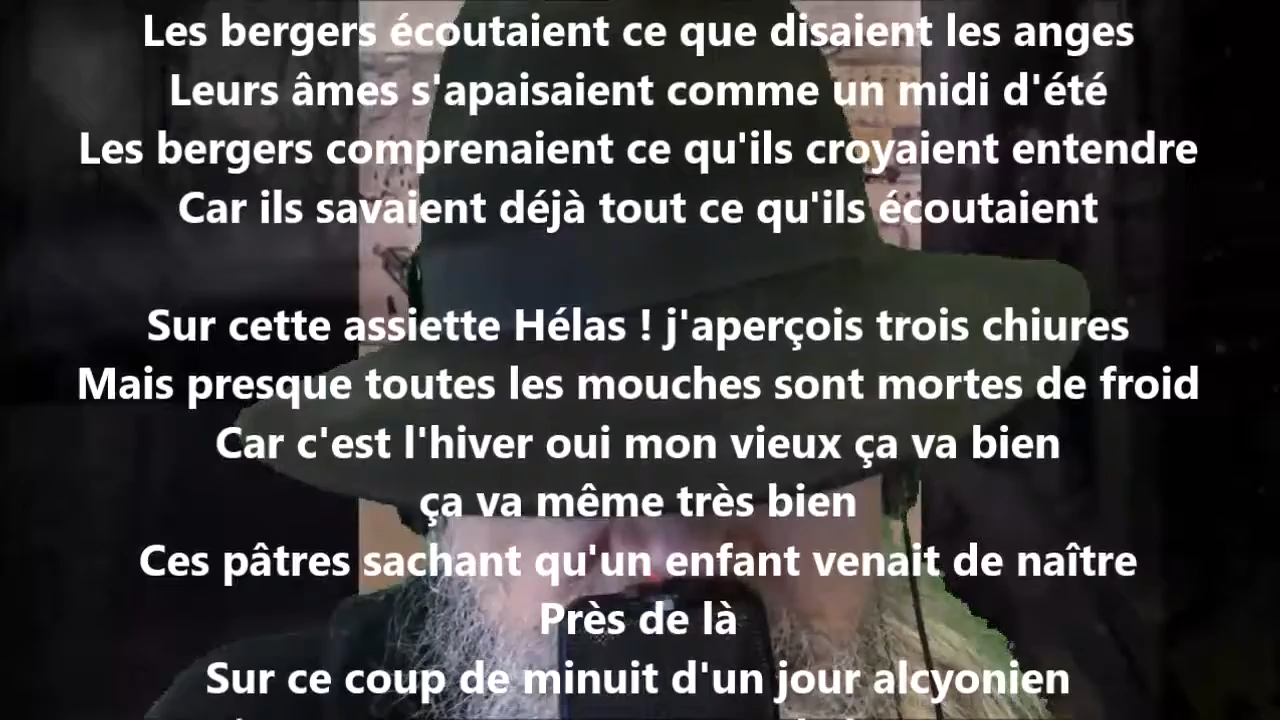 Les bergers écoutaient ce que disaient les anges
Leurs âmes s'apaisaient comme un midi d'été
Les bergers comprenaient ce qu'ils croyaient entendre
Car ils savaient déjà tout ce qu'ils écoutaient
Sur cette assiette Hélas ! j'aperçois trois chiures
Mais presque toutes les mouches sont mortes de froid
Car c'est l'hiver oui mon vieux ça va bien
ça va même très bien
Ces pâtres sachant qu'un enfant venait de naître
Près de là
Sur ce coup de minuit d'un jour alcyonien